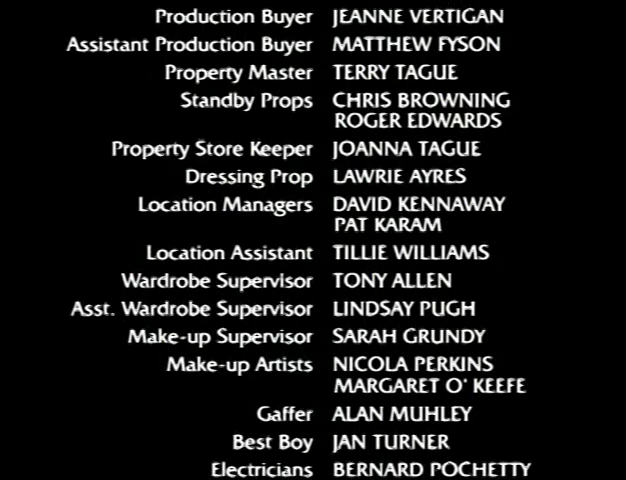 Production Buyer JEANNE VERTIGAN
Assistant Production Buyer MATTHEW FYSON
Property Master TERRY TAGUE
Standby Props CHRIS BROWNING
ROGER EDWARDS
Property Store Keeper JOANNA TAGUE
Dressing Prop LAWRIE AYRES
Location Managers DAVID KENNAWAY
PAT KARAM
Location Assistant TILLIE WILLIAMS
Wardrobe Supervisor TONY ALLEN
Asst. Wardrobe Supervisor LINDSAY PUGH
Make-up Supervisor SARAH GRUNDY
Make-up Artists NICOLA PERKINS
MARGARET O' KEEFE
Gaffer ALAN MUHLEY
Best Boy JAN TURNER
Electricians BERNARD POCHETTY